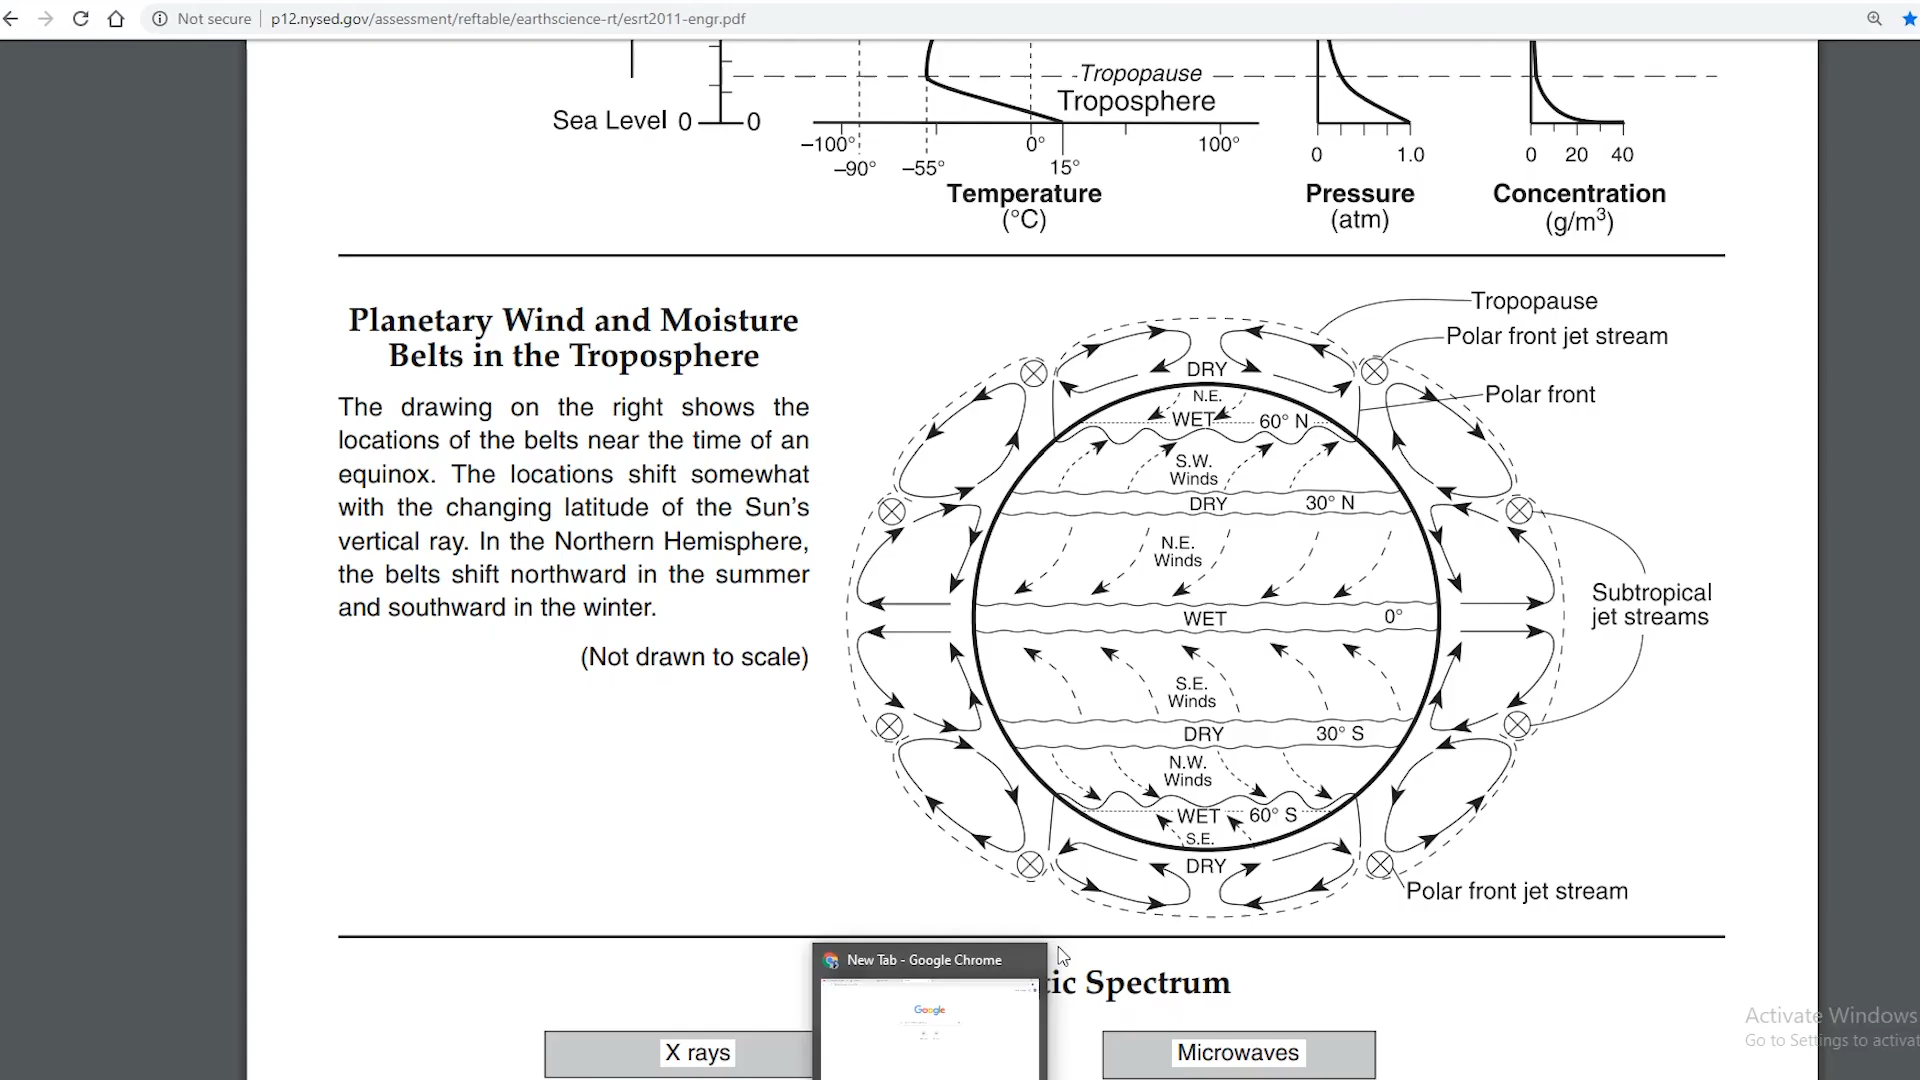 Not secure
p12.nysed.gov/assessment/reftable/earthscience-rt/esrt2011-engr.pdf
Tropopause
Troposphere
Sea Level 0 0
–100° 0° 100° 0 1.0 0 20 40
–90° –55° 15°
Temperature Pressure Concentration
(°C) (atm) (g/m³)
Planetary Wind and Moisture
Belts in the Troposphere
The drawing on the right shows the
locations of the belts near the time of an
equinox. The locations shift somewhat
with the changing latitude of the Sun's
vertical ray. In the Northern Hemisphere,
the belts shift northward in the summer
and southward in the winter.
(Not drawn to scale)
Tropopause
Polar front jet stream
Polar front
DRY
N.E.
WET 60° N
S.W.
Winds
DRY 30° N
N.E.
Winds
WET 0°
Subtropical
jet streams
S.E.
Winds
DRY 30° S
N.W.
Winds
WET 60° S
S.E.
DRY
Polar front jet stream
New Tab - Google Chrome
tic Spectrum
Google
X rays
Microwaves
Activate Windows
Go to Settings to activat